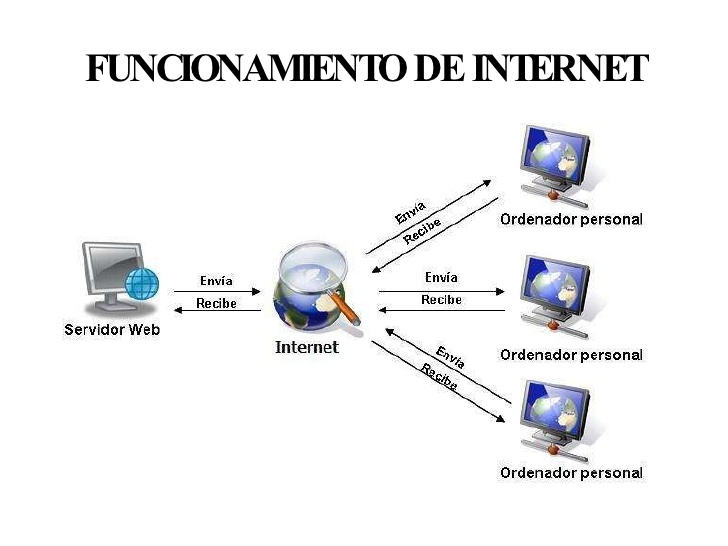 FUNCIONAMIENTO DE INTERNET
Envía
Recibe
Ordenador personal
Envía
Recibe
Servidor Web
Internet
Envía
Recibe
Ordenador personal
Envía
Recibe
Ordenador personal